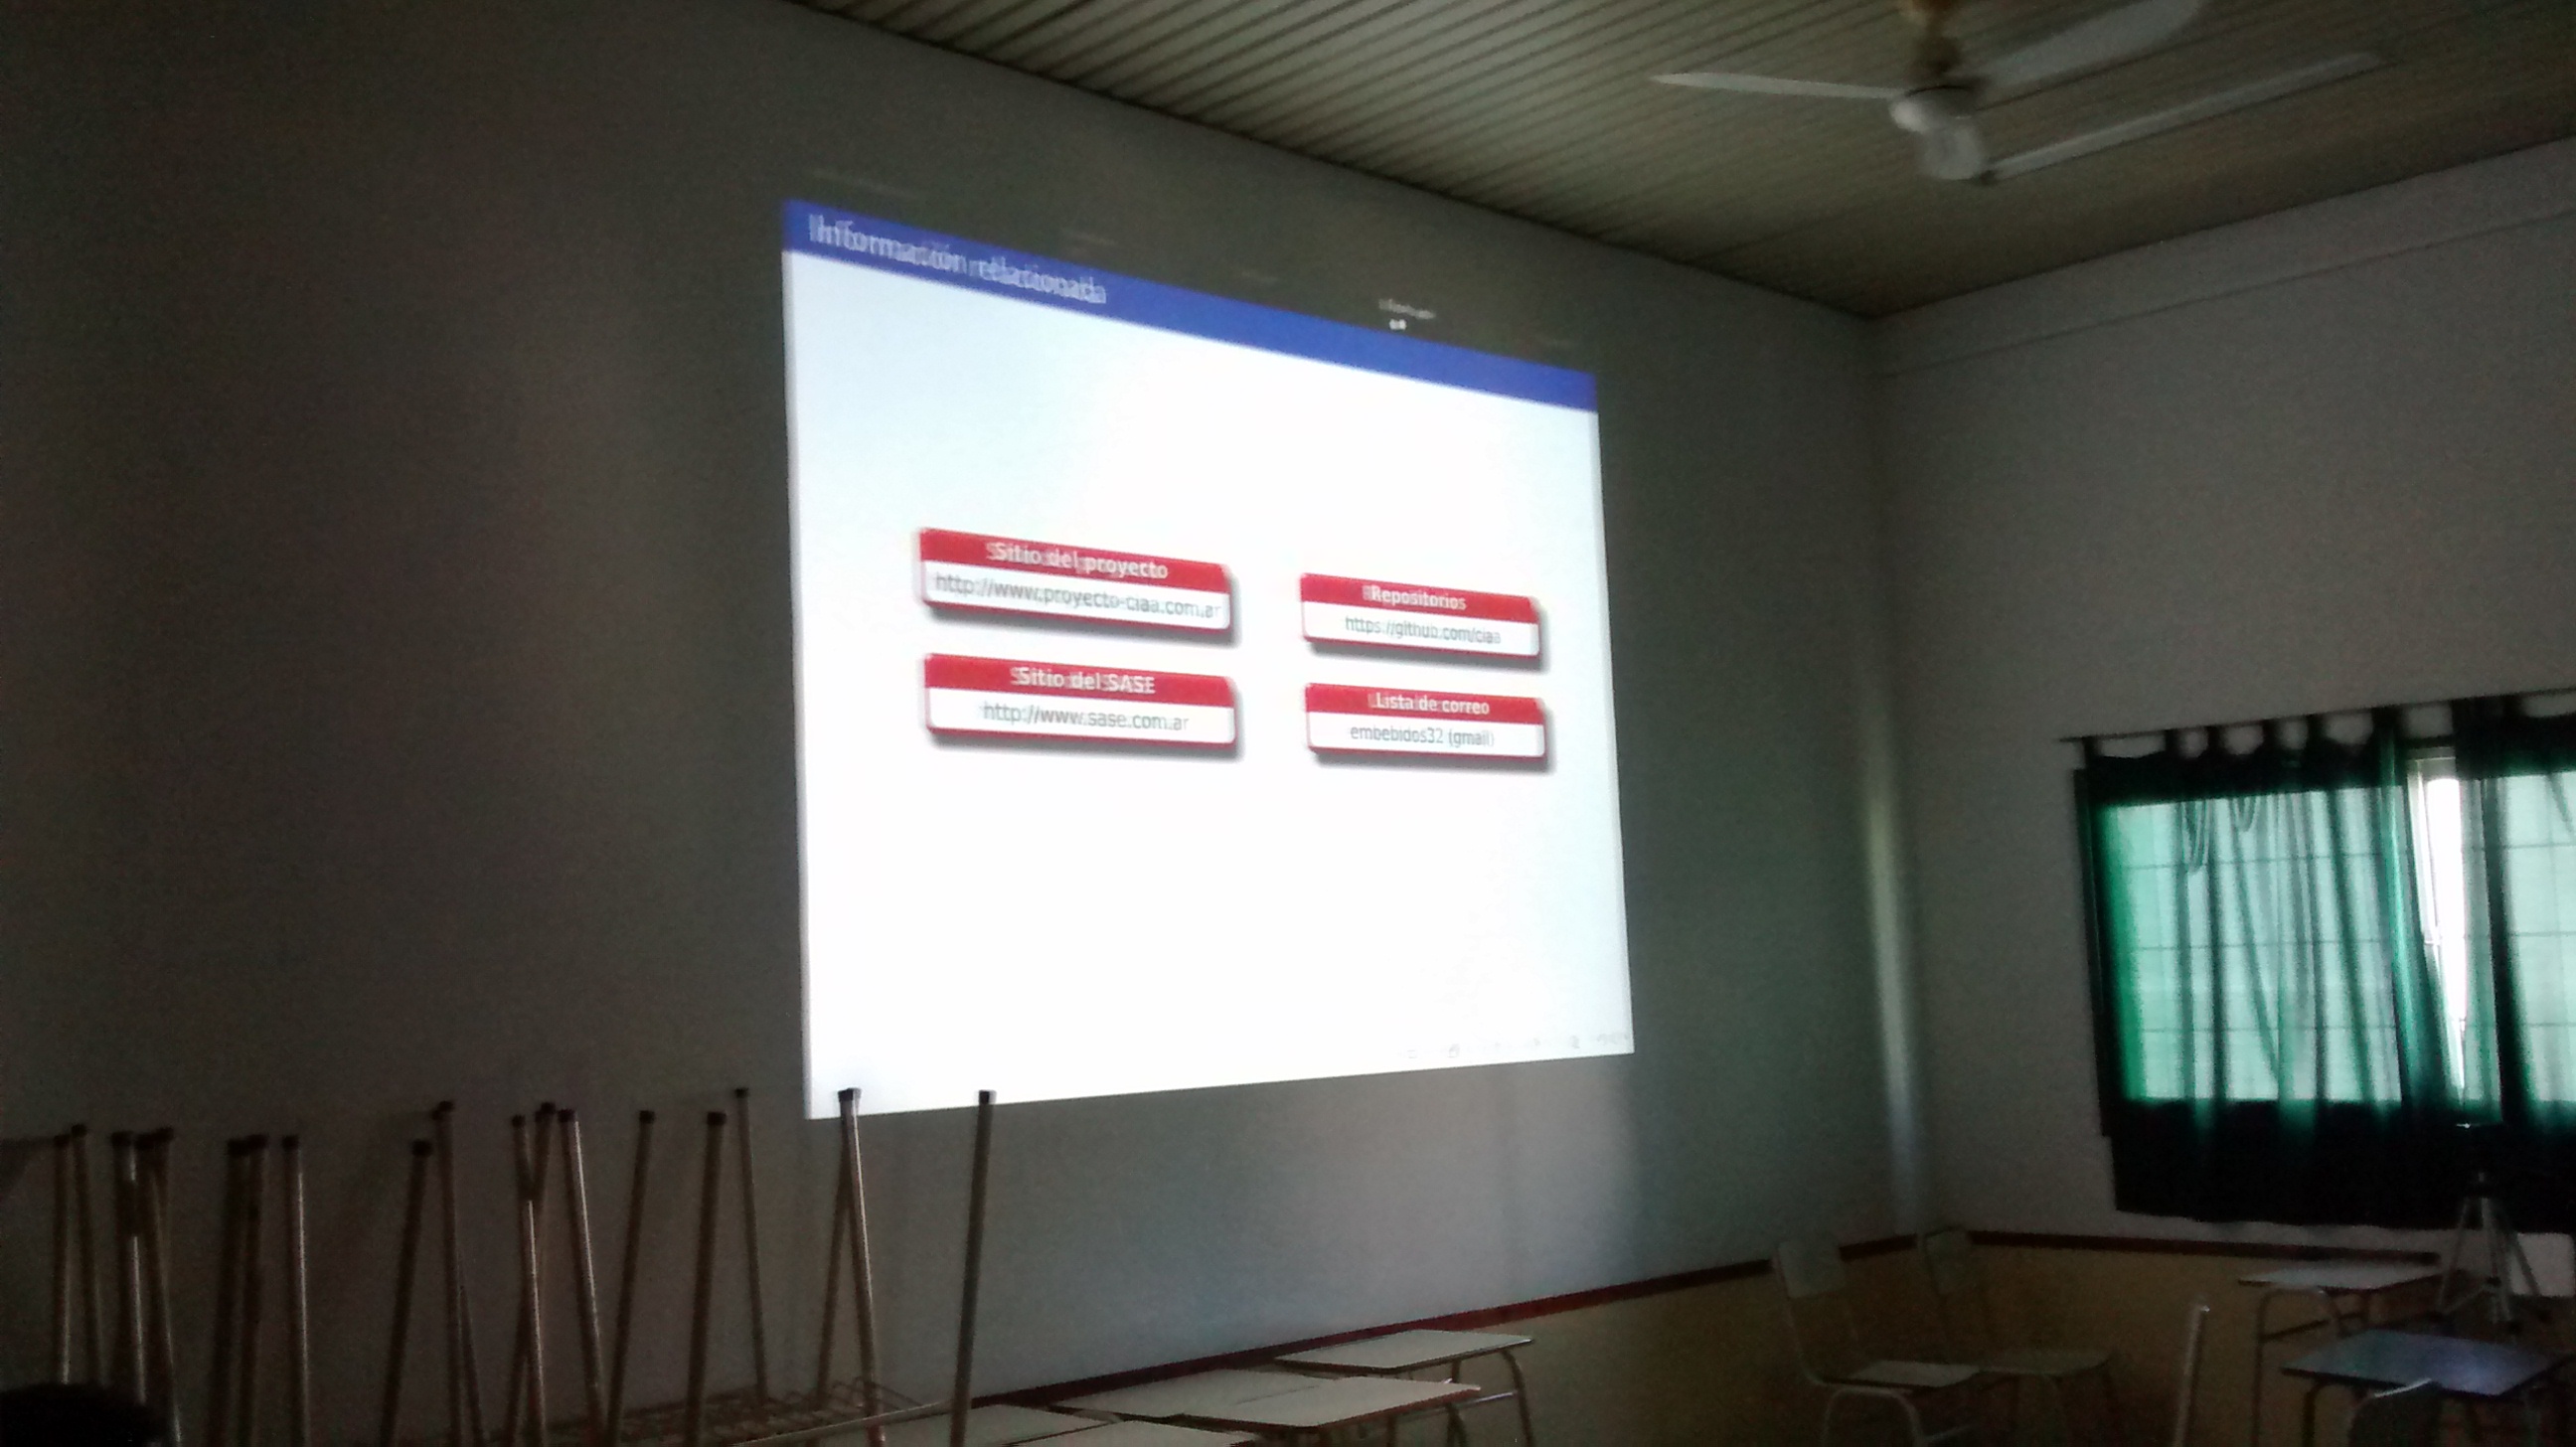 Información relacionada
Sitio del proyecto
http://www.proyecto-ciaa.com.ar
Sitio del SASE
http://www.sase.com.ar
Repositorios
https://github.com/ciaa
Lista de correo
embebidos32 (gmail)